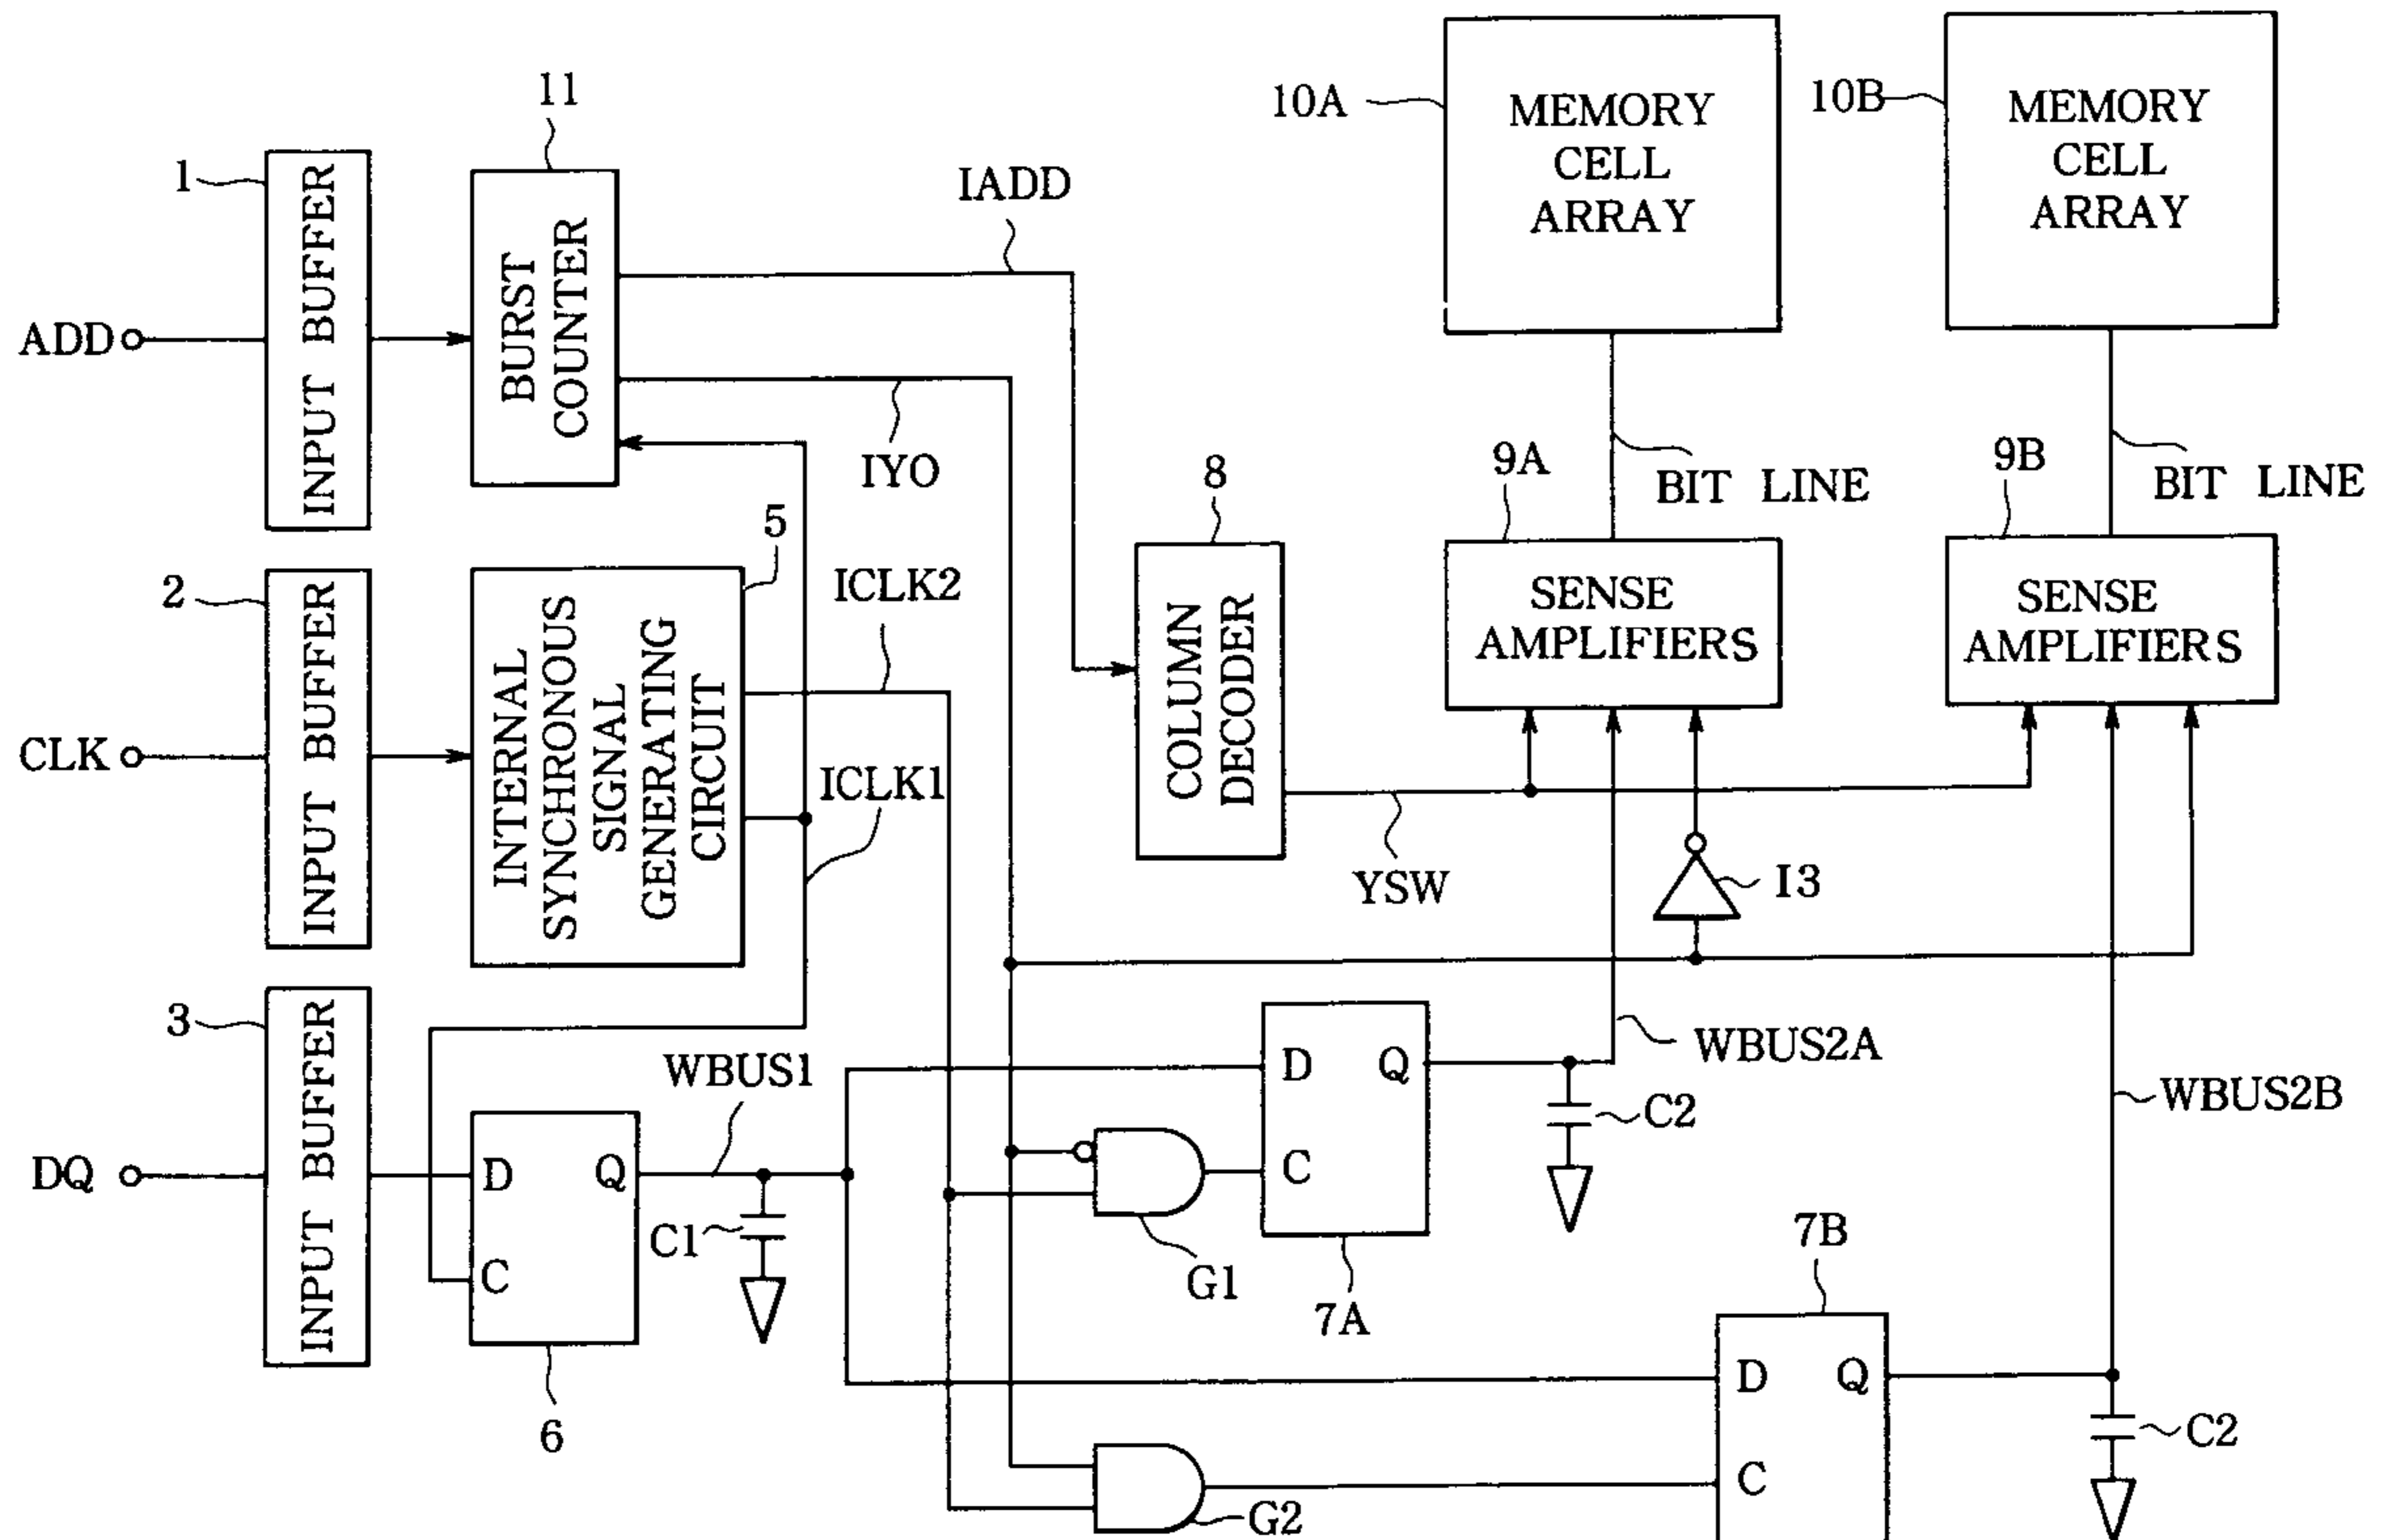 11
10A
MEMORY
CELL
ARRAY
10B
MEMORY
CELL
ARRAY
1
INPUT BUFFER
BURST
COUNTER
IADD
ADD
IYO
8
9A
BIT LINE
9B
BIT LINE
5
2
INPUT BUFFER
INTERNAL
SYNCHRONOUS
SIGNAL
GENERATING
CIRCUIT
ICLK2
COLUMN
DECODER
SENSE
AMPLIFIERS
SENSE
AMPLIFIERS
CLK
ICLK1
YSW
I3
3
INPUT BUFFER
WBUS1
D
Q
C
WBUS2A
C2
WBUS2B
DQ
D
Q
C
C1
G1
7A
7B
6
D
Q
C
C2
G2